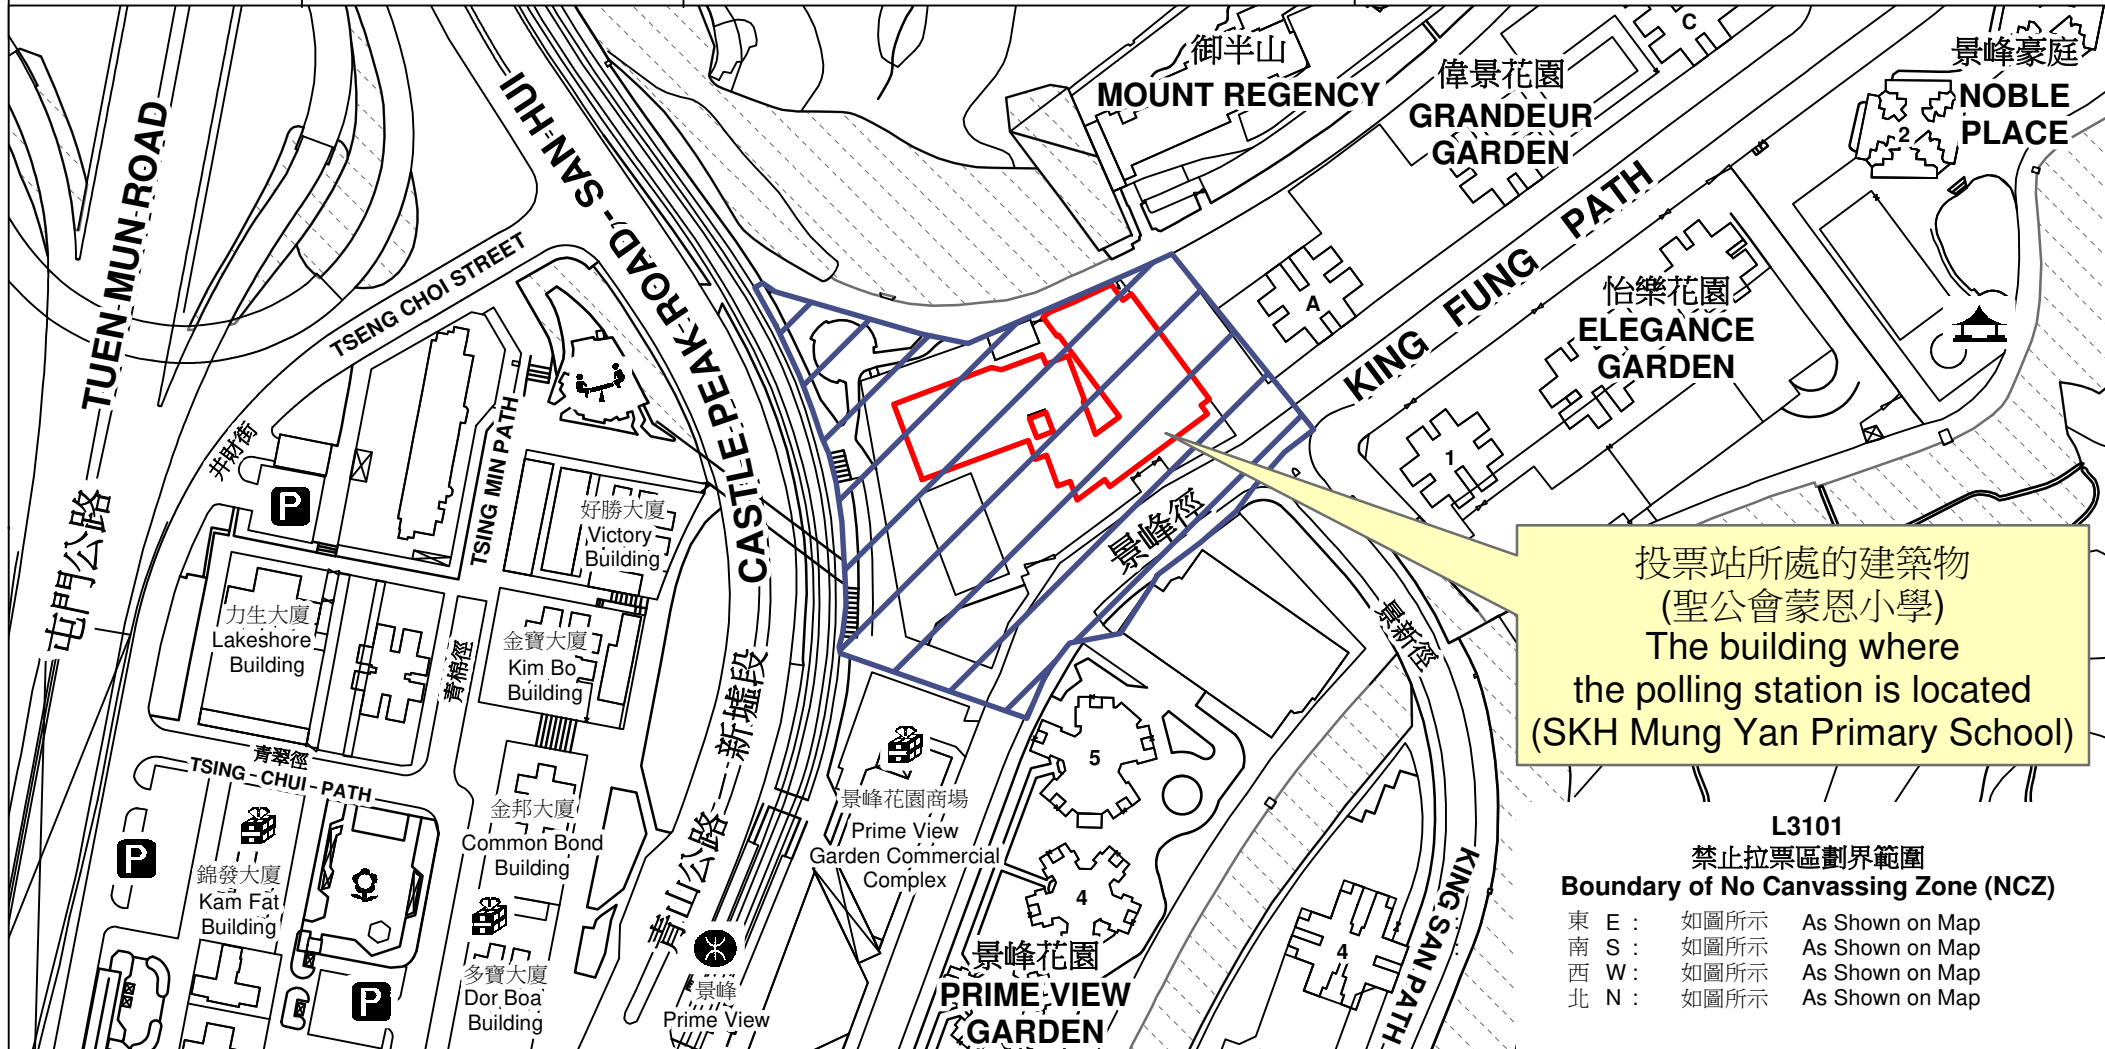 御半山
MOUNT REGENCY
偉景花園
GRANDEUR
GARDEN
C
景峰豪庭
NOBLE
PLACE
2
TUEN MUN ROAD
屯門公路
CASTLE PEAK ROAD - SAN HUI
青山公路 - 新墟段
TSENG CHOI STREET
井財街
TSING MIN PATH
青棉徑
KING FUNG PATH
景峰徑
A
怡樂花園
ELEGANCE
GARDEN
1
P
好勝大廈
Victory
Building
力生大廈
Lakeshore
Building
金寶大廈
Kim Bo
Building
青翠徑
TSING - CHUI - PATH
金邦大廈
Common Bond
Building
P
錦發大廈
Kam Fat
Building
多寶大廈
Dor Boa
Building
P
景峰
Prime View
景峰花園商場
Prime View
Garden Commercial
Complex
5
4
景峰花園
PRIME VIEW
GARDEN
4
景新徑
KING SAN PATH
投票站所處的建築物
(聖公會蒙恩小學)
The building where
the polling station is located
(SKH Mung Yan Primary School)
L3101
禁止拉票區劃界範圍
Boundary of No Canvassing Zone (NCZ)
東 E : 如圖所示 As Shown on Map
南 S : 如圖所示 As Shown on Map
西 W : 如圖所示 As Shown on Map
北 N : 如圖所示 As Shown on Map